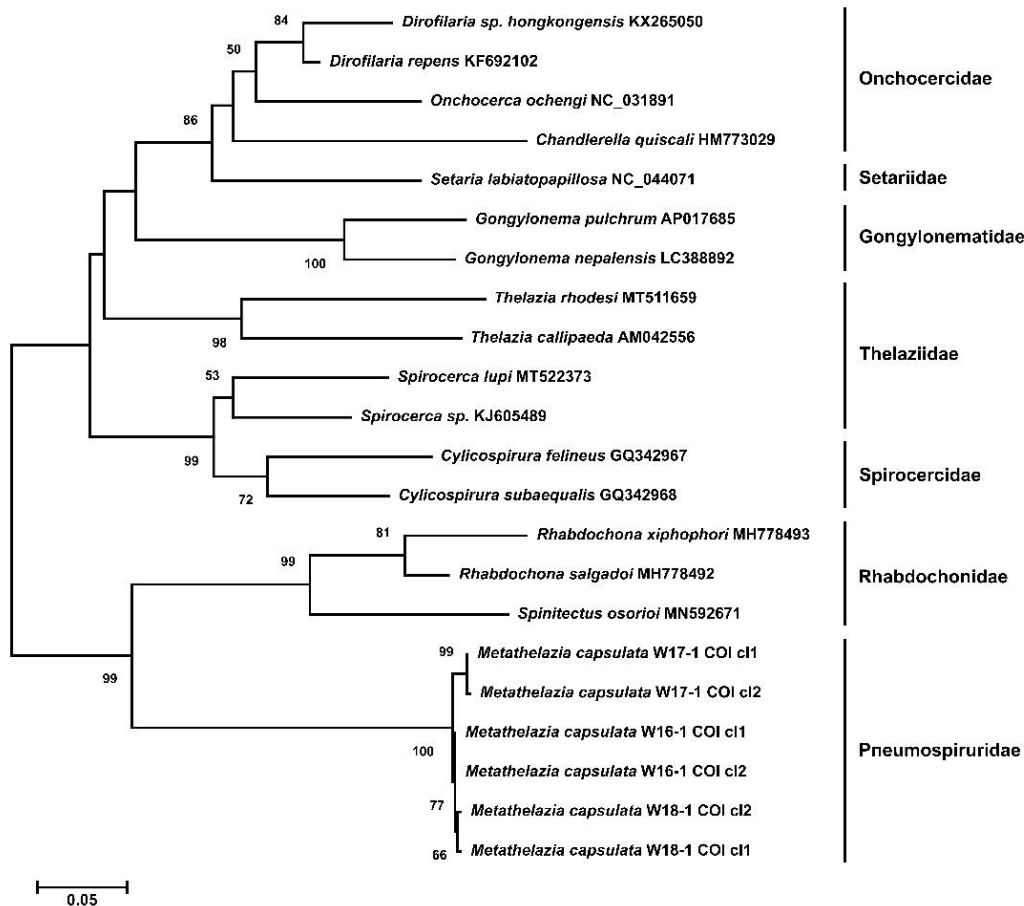 84
Dirofilaria sp. hongkongensis KX265050
50
Dirofilaria repens KF692102
Onchocercidae
Onchocerca ochengi NC_031891
86
Chandlerella quiscali HM773029
Setaria labiatopapillosa NC_044071
Setariidae
Gongylonema pulchrum AP017685
Gongylonematidae
100
Gongylonema nepalensis LC388892
Thelazia rhodesi MT511659
98
Thelazia callipaeda AM042556
Thelaziidae
53
Spirocerca lupi MT522373
Spirocerca sp. KJ605489
99
Cylicospirura felineus GQ342967
Spirocercidae
72
Cylicospirura subaequalis GQ342968
81
Rhabdochona xiphophori MH778493
99
Rhabdochona salgadoi MH778492
Rhabdochonidae
Spinitectus osorioi MN592671
99
99
Metathelazia capsulata W17-1 COI cl1
Metathelazia capsulata W17-1 COI cl2
Metathelazia capsulata W16-1 COI cl1
100
Pneumospiruridae
Metathelazia capsulata W16-1 COI cl2
77
Metathelazia capsulata W18-1 COI cl2
66
Metathelazia capsulata W18-1 COI cl1
0.05